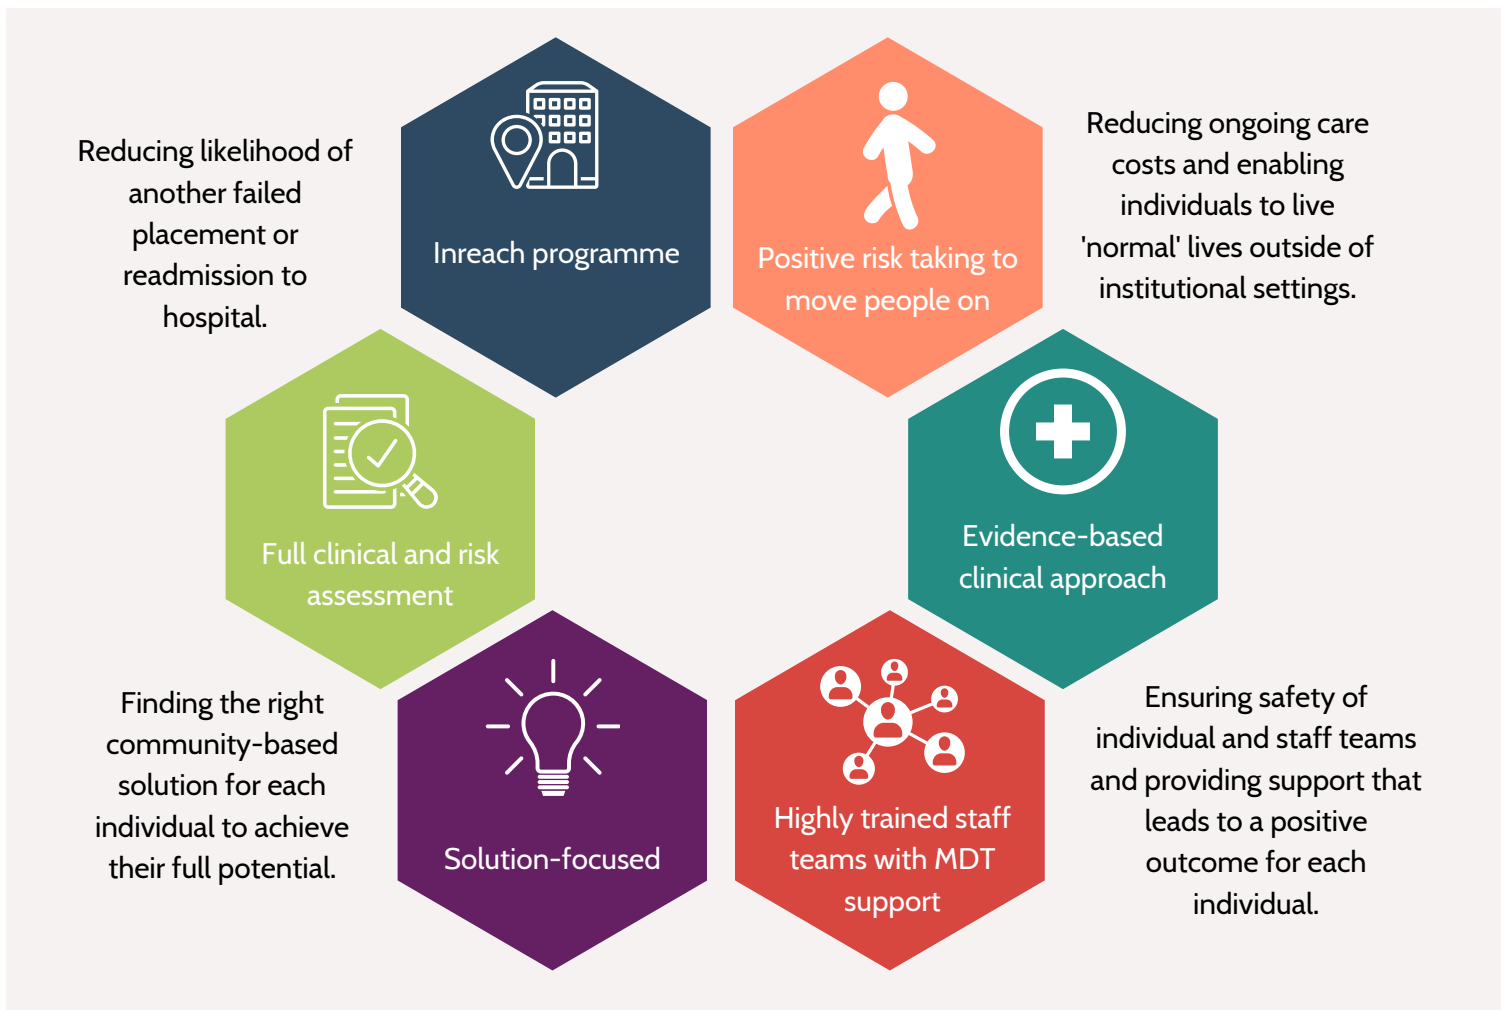 Reducing likelihood of
another failed
placement or
readmission to
hospital.
Inreach programme
Positive risk taking to
move people on
Reducing ongoing care
costs and enabling
individuals to live
'normal' lives outside of
institutional settings.
Full clinical and risk
assessment
Evidence-based
clinical approach
Finding the right
community-based
solution for each
individual to achieve
their full potential.
Solution-focused
Highly trained staff
teams with MDT
support
Ensuring safety of
individual and staff teams
and providing support that
leads to a positive
outcome for each
individual.